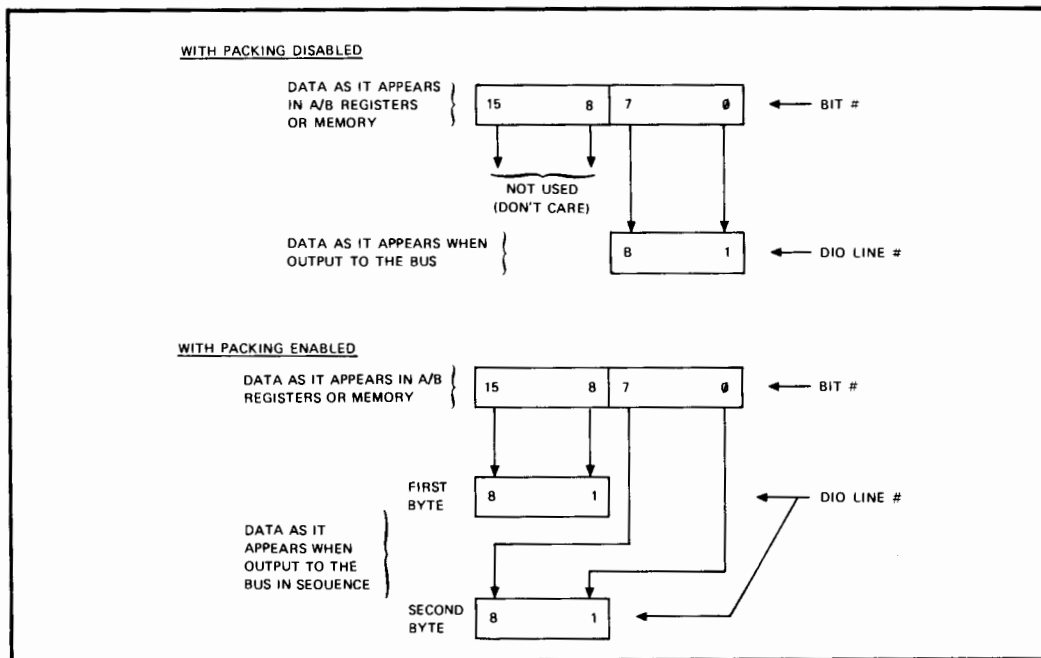 WITH PACKING DISABLED
DATA AS IT APPEARS
IN A/B REGISTERS
OR MEMORY
15 8 7 0
BIT #
NOT USED
(DON'T CARE)
DATA AS IT APPEARS WHEN
OUTPUT TO THE BUS
8 1
DIO LINE #
WITH PACKING ENABLED
DATA AS IT APPEARS IN A/B
REGISTERS OR MEMORY
15 8 7 0
BIT #
FIRST
BYTE
8 1
DIO LINE #
DATA AS IT
APPEARS WHEN
OUTPUT TO THE
BUS IN SEQUENCE
SECOND
BYTE
8 1